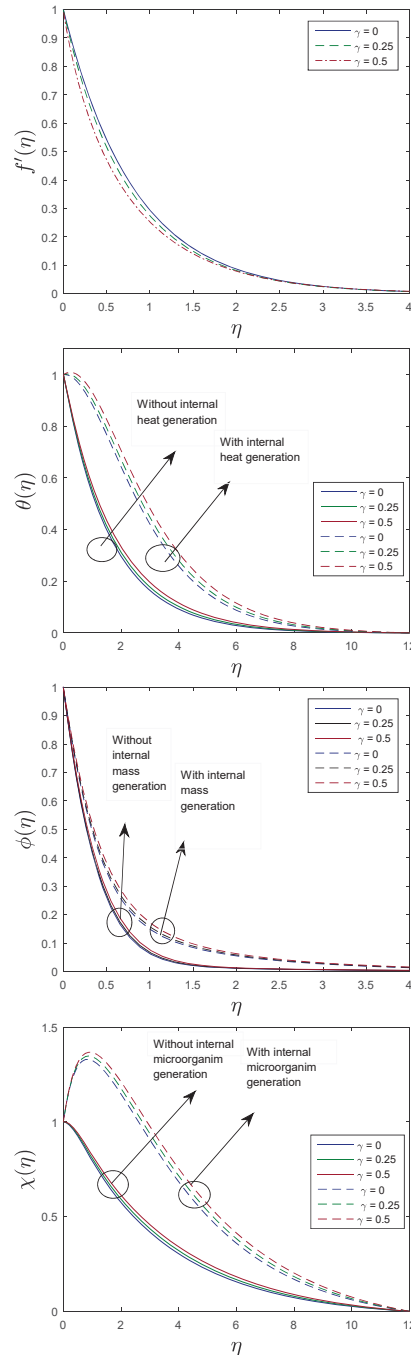 1
0.9
0.8
0.7
0.6
0.5
0.4
0.3
0.2
0.1
0
0 0.5 1 1.5 2 2.5 3 3.5 4
f′(η)
η
γ = 0
γ = 0.25
γ = 0.5
1
0.8
0.6
0.4
0.2
0
0 2 4 6 8 10 12
θ(η)
η
Without internal
heat generation
With internal
heat generation
γ = 0
γ = 0.25
γ = 0.5
γ = 0
γ = 0.25
γ = 0.5
1
0.9
0.8
0.7
0.6
0.5
0.4
0.3
0.2
0.1
0
0 0.5 1 1.5 2 2.5 3 3.5 4
ϕ(η)
η
Without
internal
mass
generation
With internal
mass
generation
γ = 0
γ = 0.25
γ = 0.5
γ = 0
γ = 0.25
γ = 0.5
1.5
1
0.5
0
0 2 4 6 8 10 12
χ(η)
η
Without internal
microorganim
generation
With internal
microorganim
generation
γ = 0
γ = 0.25
γ = 0.5
γ = 0
γ = 0.25
γ = 0.5